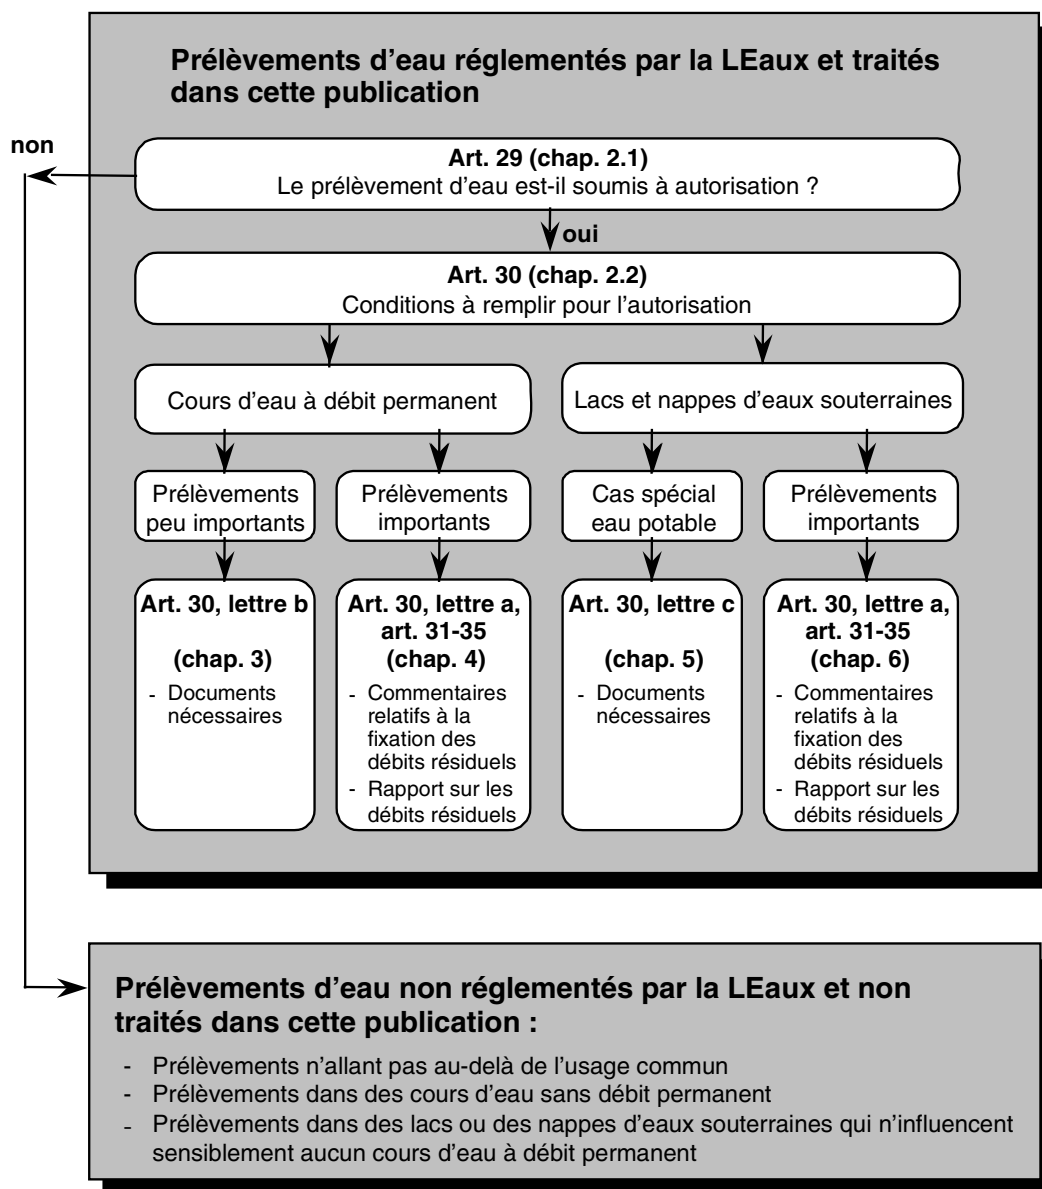 Prélèvements d'eau réglementés par la LEaux et traités
dans cette publication
non
Art. 29 (chap. 2.1)
Le prélèvement d'eau est-il soumis à autorisation ?
oui
Art. 30 (chap. 2.2)
Conditions à remplir pour l'autorisation
Cours d'eau à débit permanent
Lacs et nappes d'eaux souterraines
Prélèvements
peu importants
Prélèvements
importants
Cas spécial
eau potable
Prélèvements
importants
Art. 30, lettre b
(chap. 3)
- Documents
nécessaires
Art. 30, lettre a,
art. 31-35
(chap. 4)
- Commentaires
relatifs à la
fixation des
débits résiduels
- Rapport sur les
débits résiduels
Art. 30, lettre c
(chap. 5)
- Documents
nécessaires
Art. 30, lettre a,
art. 31-35
(chap. 6)
- Commentaires
relatifs à la
fixation des
débits résiduels
- Rapport sur les
débits résiduels
Prélèvements d'eau non réglementés par la LEaux et non
traités dans cette publication :
- Prélèvements n'allant pas au-delà de l'usage commun
- Prélèvements dans des cours d'eau sans débit permanent
- Prélèvements dans des lacs ou des nappes d'eaux souterraines qui n'influencent
sensiblement aucun cours d'eau à débit permanent